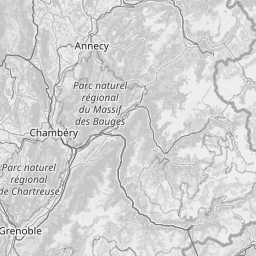 Annecy
Parc naturel
régional
du Massif
des Bauges
Chambéry
Parc naturel
régional
de Chartreuse
Grenoble